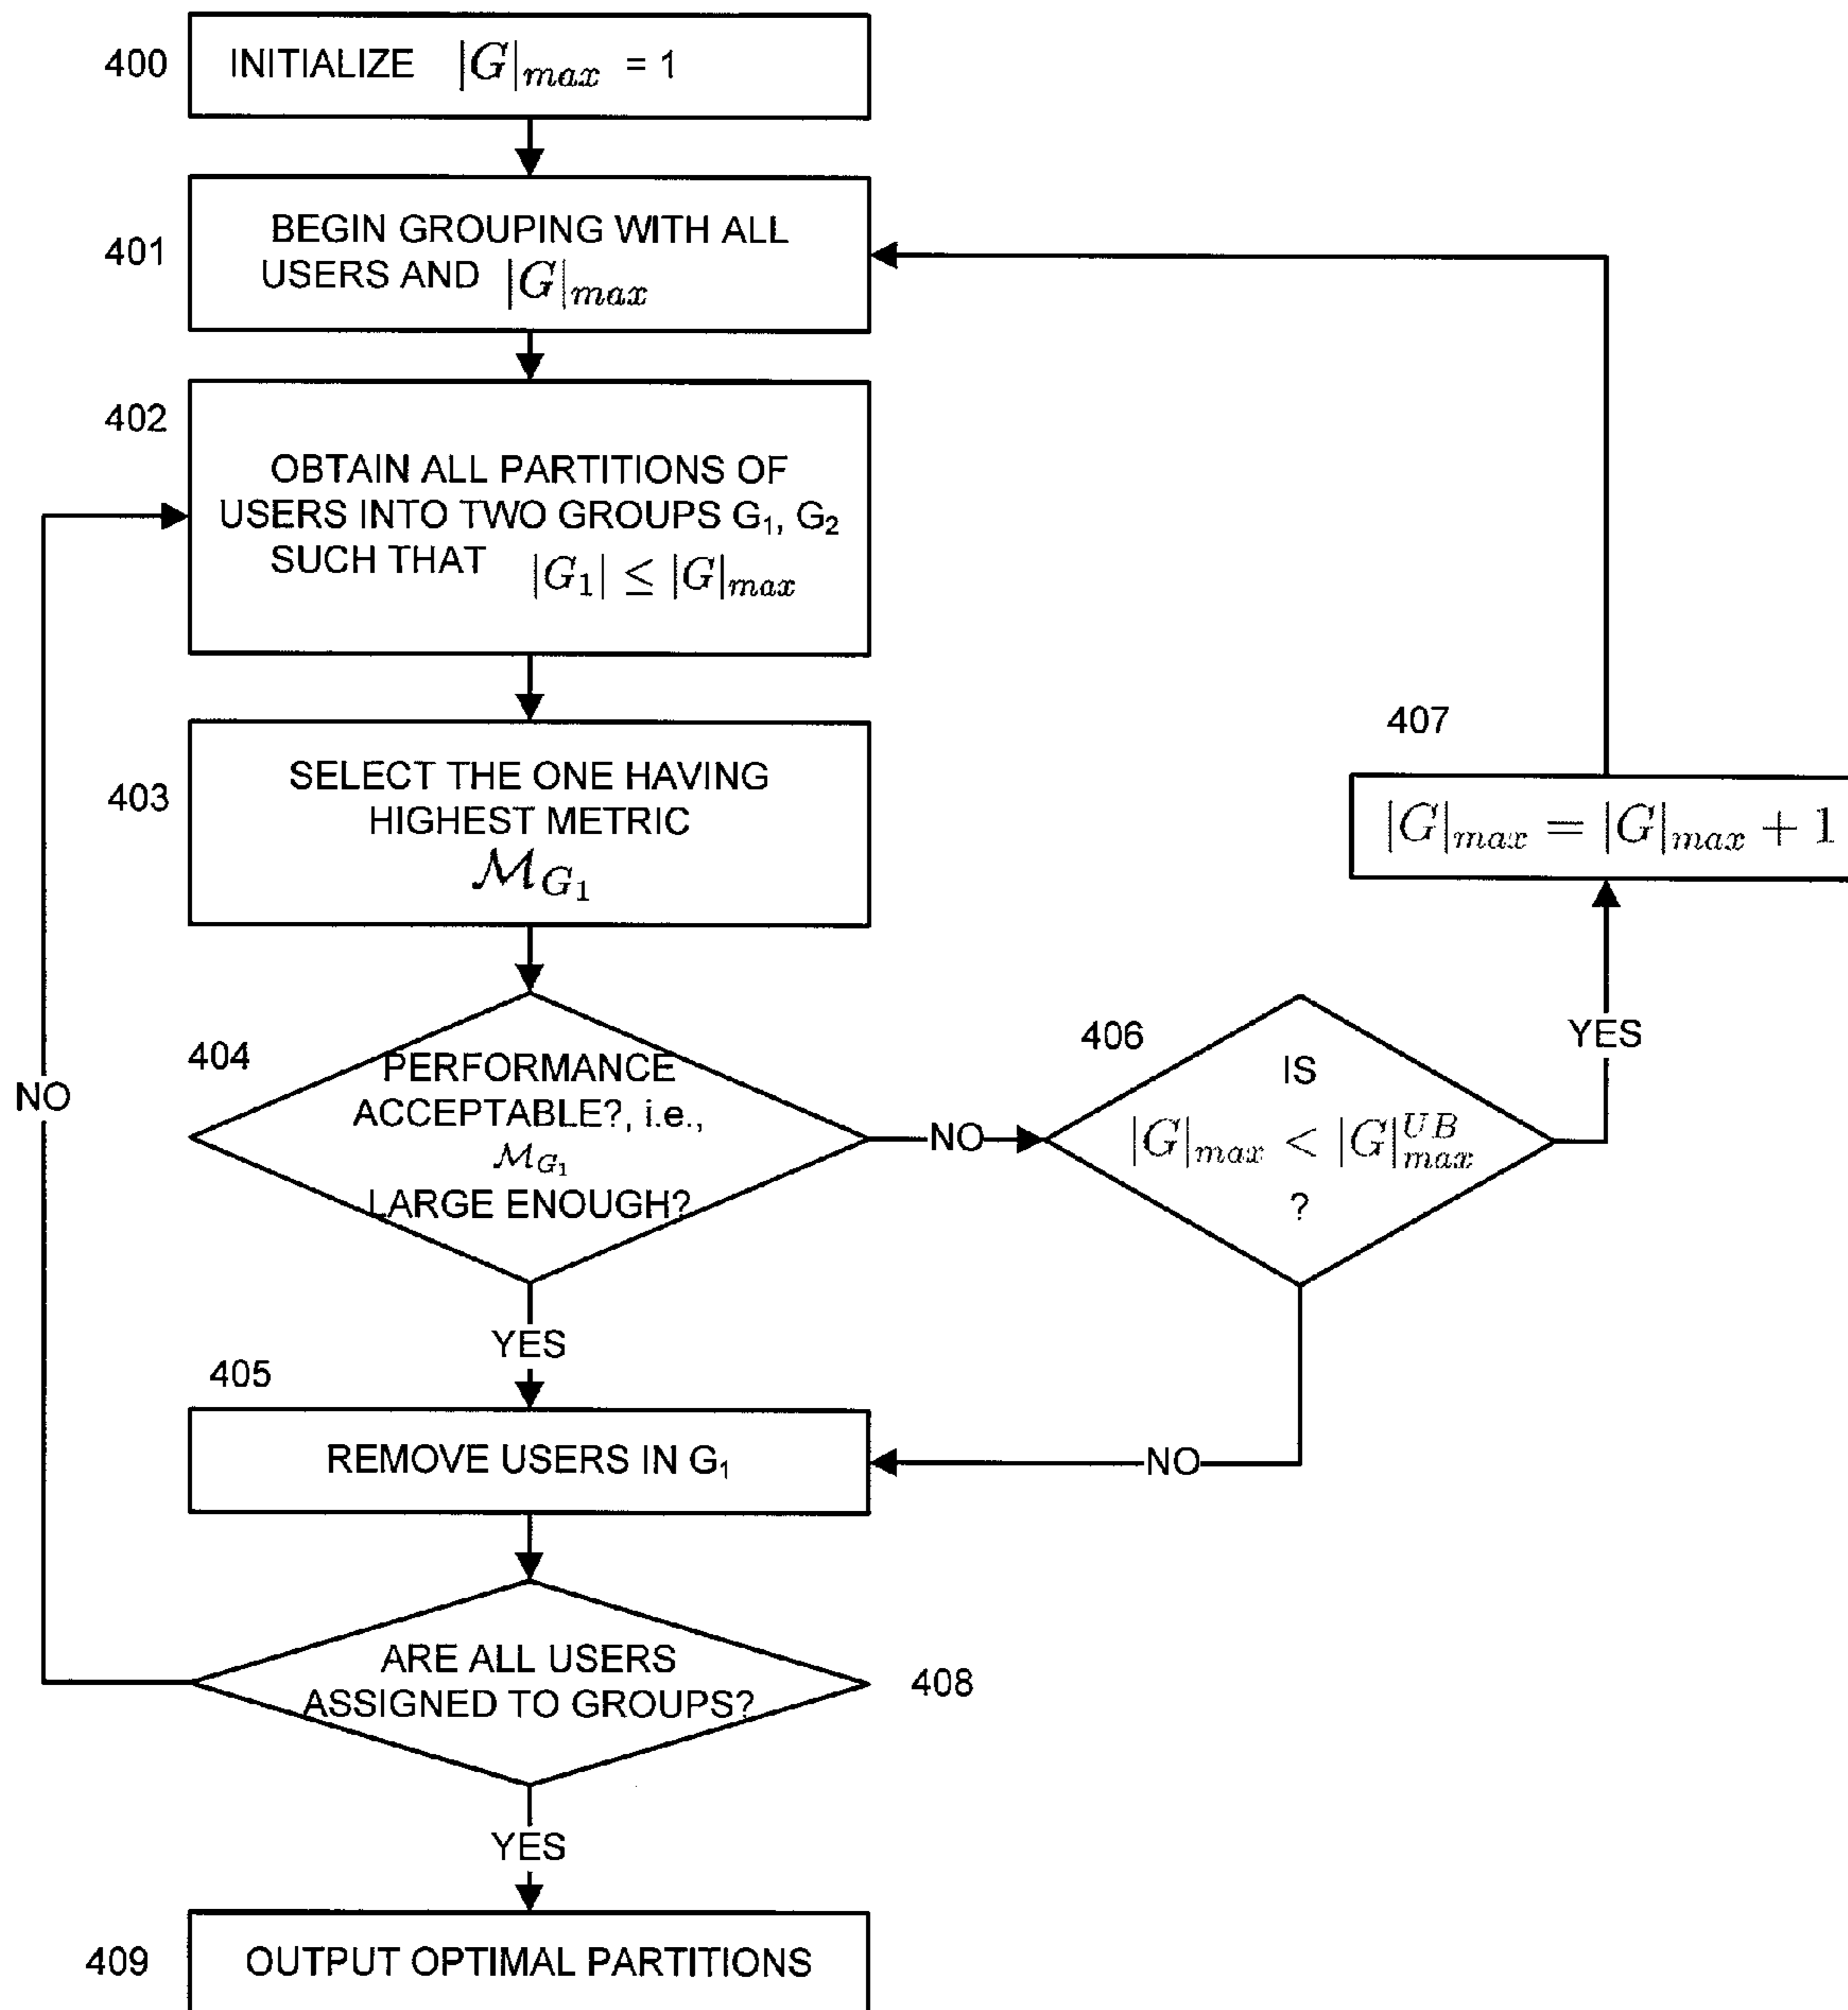 400
INITIALIZE |G|max = 1
401
BEGIN GROUPING WITH ALL
USERS AND |G|max
402
OBTAIN ALL PARTITIONS OF
USERS INTO TWO GROUPS G₁, G₂
SUCH THAT |G₁| ≤ |G|max
403
SELECT THE ONE HAVING
HIGHEST METRIC
ℳG₁
407
|G|max = |G|max + 1
404
PERFORMANCE
ACCEPTABLE?, i.e.,
ℳG₁
LARGE ENOUGH?
NO
406
IS
|G|max < |G|max^UB
?
YES
NO
YES
405
REMOVE USERS IN G₁
NO
ARE ALL USERS
ASSIGNED TO GROUPS?
408
YES
409
OUTPUT OPTIMAL PARTITIONS